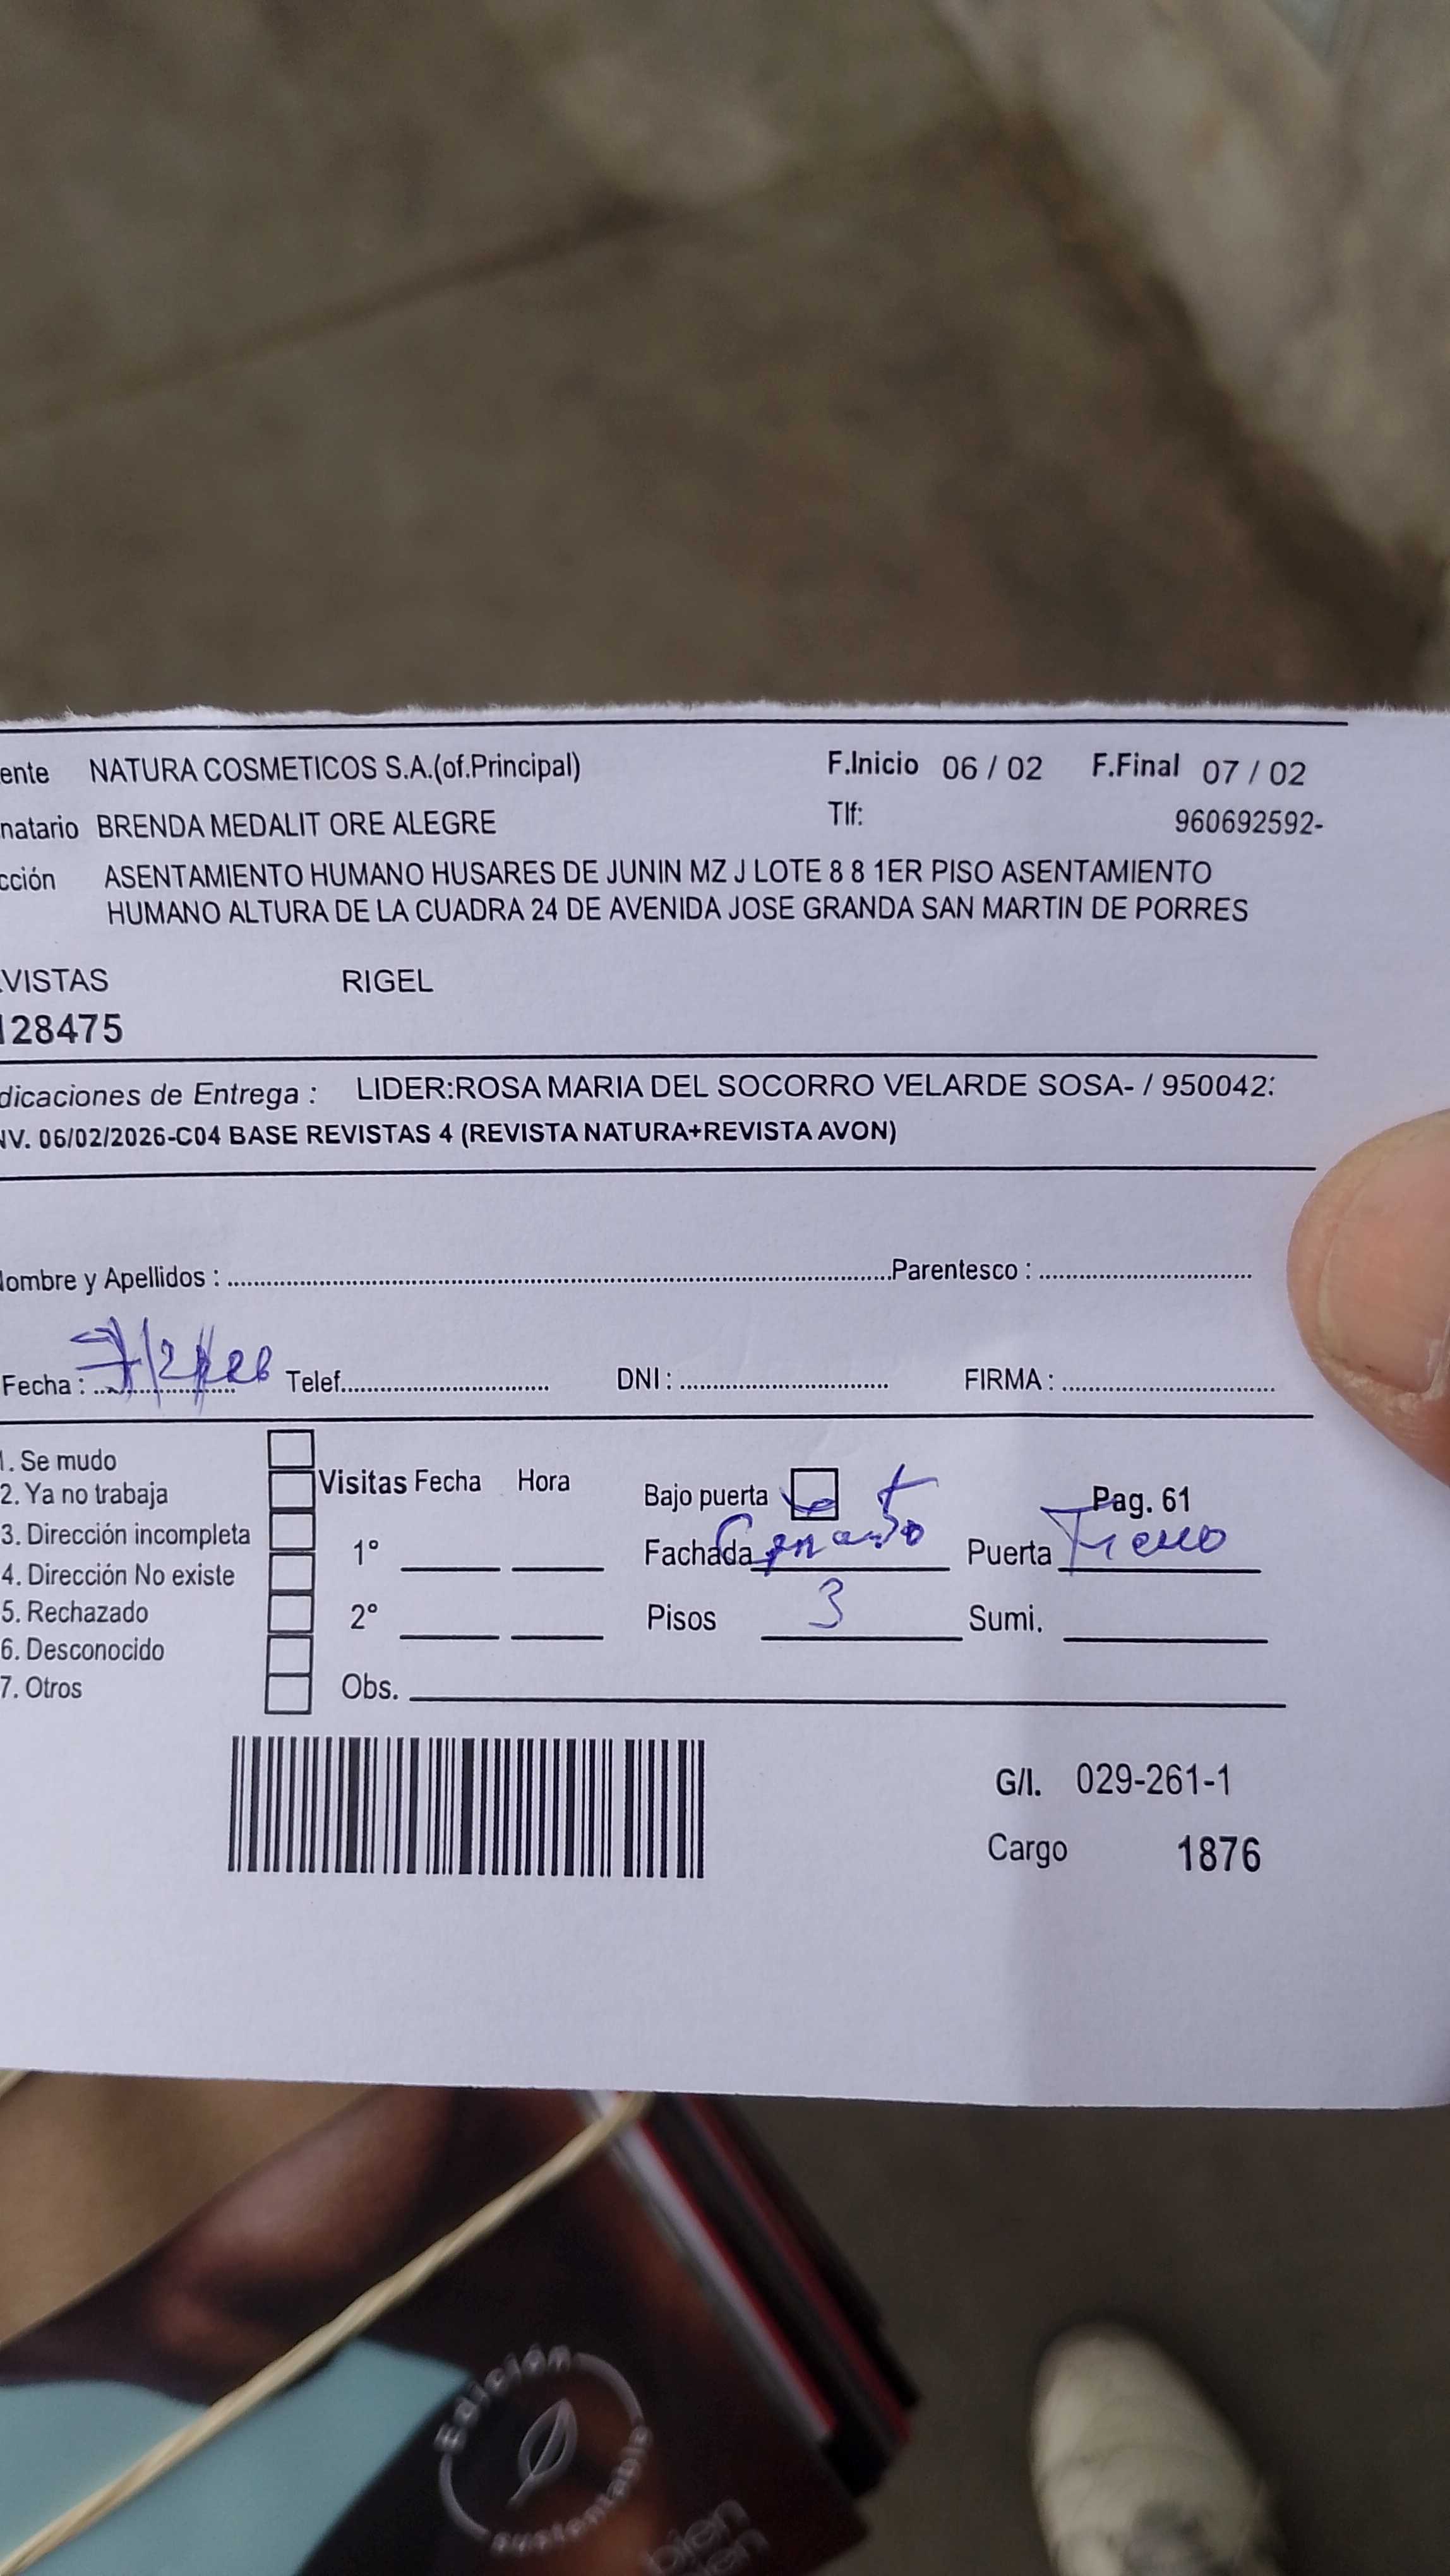 ente NATURA COSMETICOS S.A.(of.Principal) F.Inicio 06 / 02 F.Final 07 / 02
natario BRENDA MEDALIT ORE ALEGRE Tlf: 960692592-
cción ASENTAMIENTO HUMANO HUSARES DE JUNIN MZ J LOTE 8 8 1ER PISO ASENTAMIENTO
HUMANO ALTURA DE LA CUADRA 24 DE AVENIDA JOSE GRANDA SAN MARTIN DE PORRES
VISTAS RIGEL
128475
dicaciones de Entrega : LIDER:ROSA MARIA DEL SOCORRO VELARDE SOSA- / 950042:
NV. 06/02/2026-C04 BASE REVISTAS 4 (REVISTA NATURA+REVISTA AVON)
Nombre y Apellidos : Parentesco :
Fecha : 7/2/26 Telef. DNI : FIRMA :
1. Se mudo
2. Ya no trabaja
3. Dirección incompleta
4. Dirección No existe
5. Rechazado
6. Desconocido
7. Otros
Visitas Fecha Hora
1°
2°
Obs.
Bajo puerta Pag. 61
Fachada Puerta Fierro
Pisos 3 Sumi.
G/I. 029-261-1
Cargo 1876
Edición
sustentable
bien